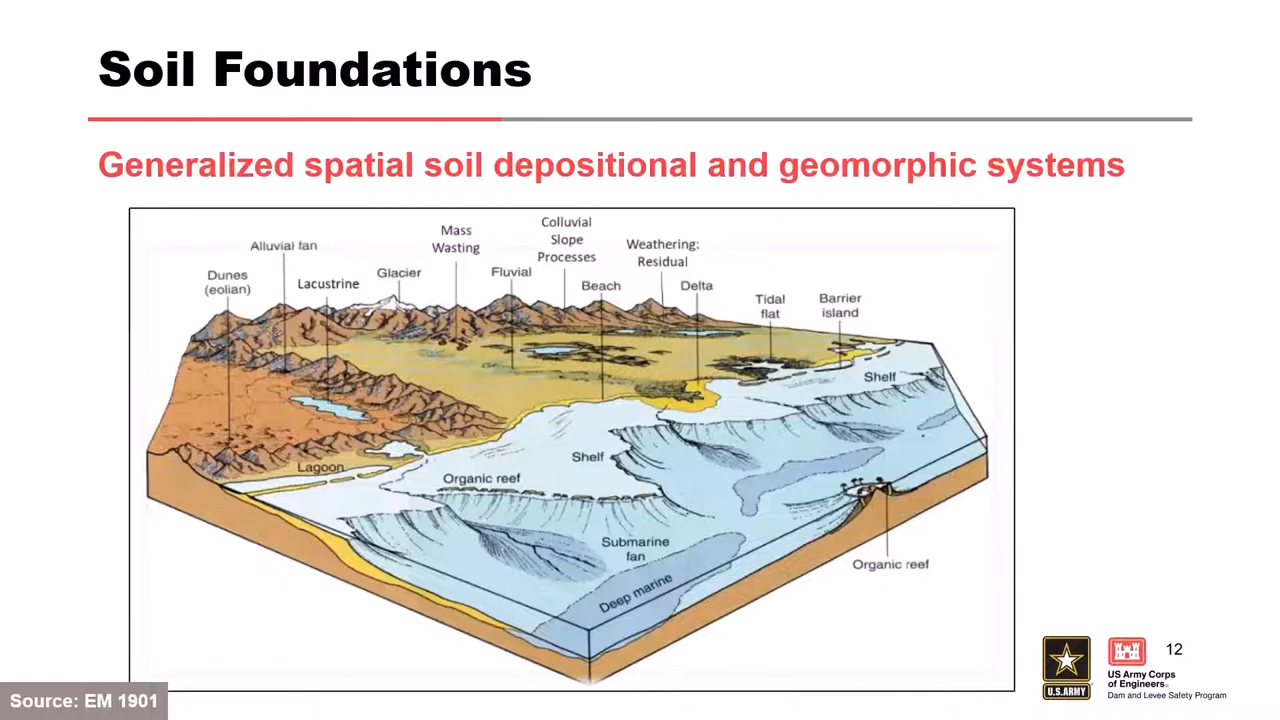 Soil Foundations
Generalized spatial soil depositional and geomorphic systems
Colluvial
Slope
Processes
Mass
Wasting
Weathering:
Residual
Alluvial fan
Dunes
(eolian)
Lacustrine
Glacier
Fluvial
Beach
Delta
Tidal
flat
Barrier
island
Shelf
Lagoon
Shelf
Organic reef
Submarine
fan
Deep marine
Organic reef
12
U.S. ARMY
US Army Corps
of Engineers®
Dam and Levee Safety Program
Source: EM 1901